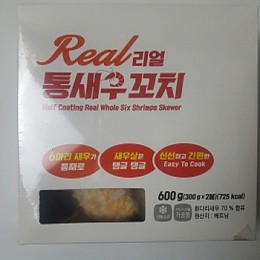 Real 리얼
통새우꼬치
Half Coating Real Whole Six Shrimps Skewer
6마리 새우가
통째로
새우살은
탱글 탱글
신선하고 간편한
Easy To Cook
600 g (300 g × 2봉)(725 kcal)
흰다리새우 70 % 함유
원산지 : 베트남